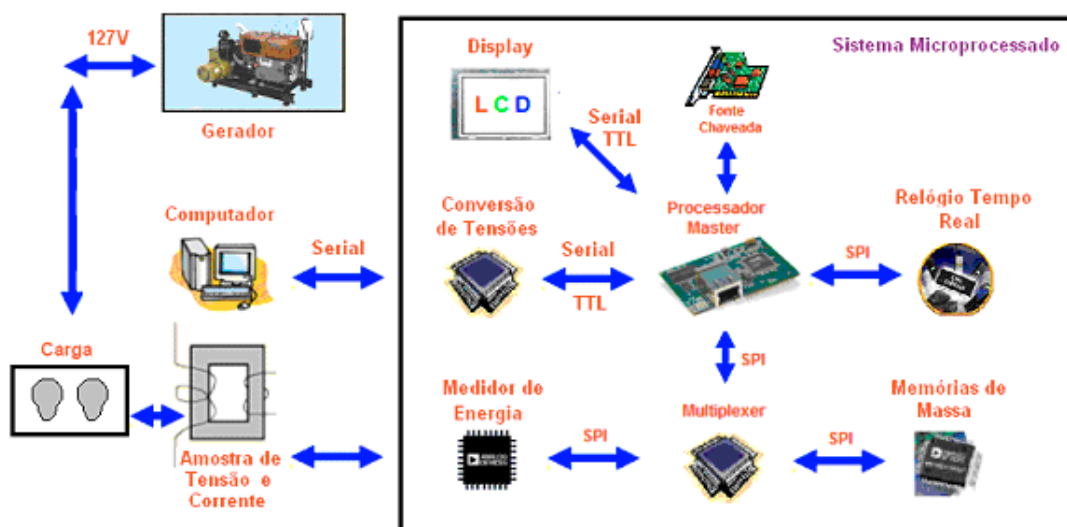 127V
Gerador
Computador
Serial
Carga
Amostra de
Tensão e
Corrente
Sistema Microprocessado
Display
LCD
Serial
TTL
Fonte
Chaveada
Conversão
de Tensões
Serial
TTL
Processador
Master
SPI
Relógio Tempo
Real
SPI
Medidor de
Energia
ANALOG
DEVICES
SPI
Multiplexer
SPI
Memórias de
Massa